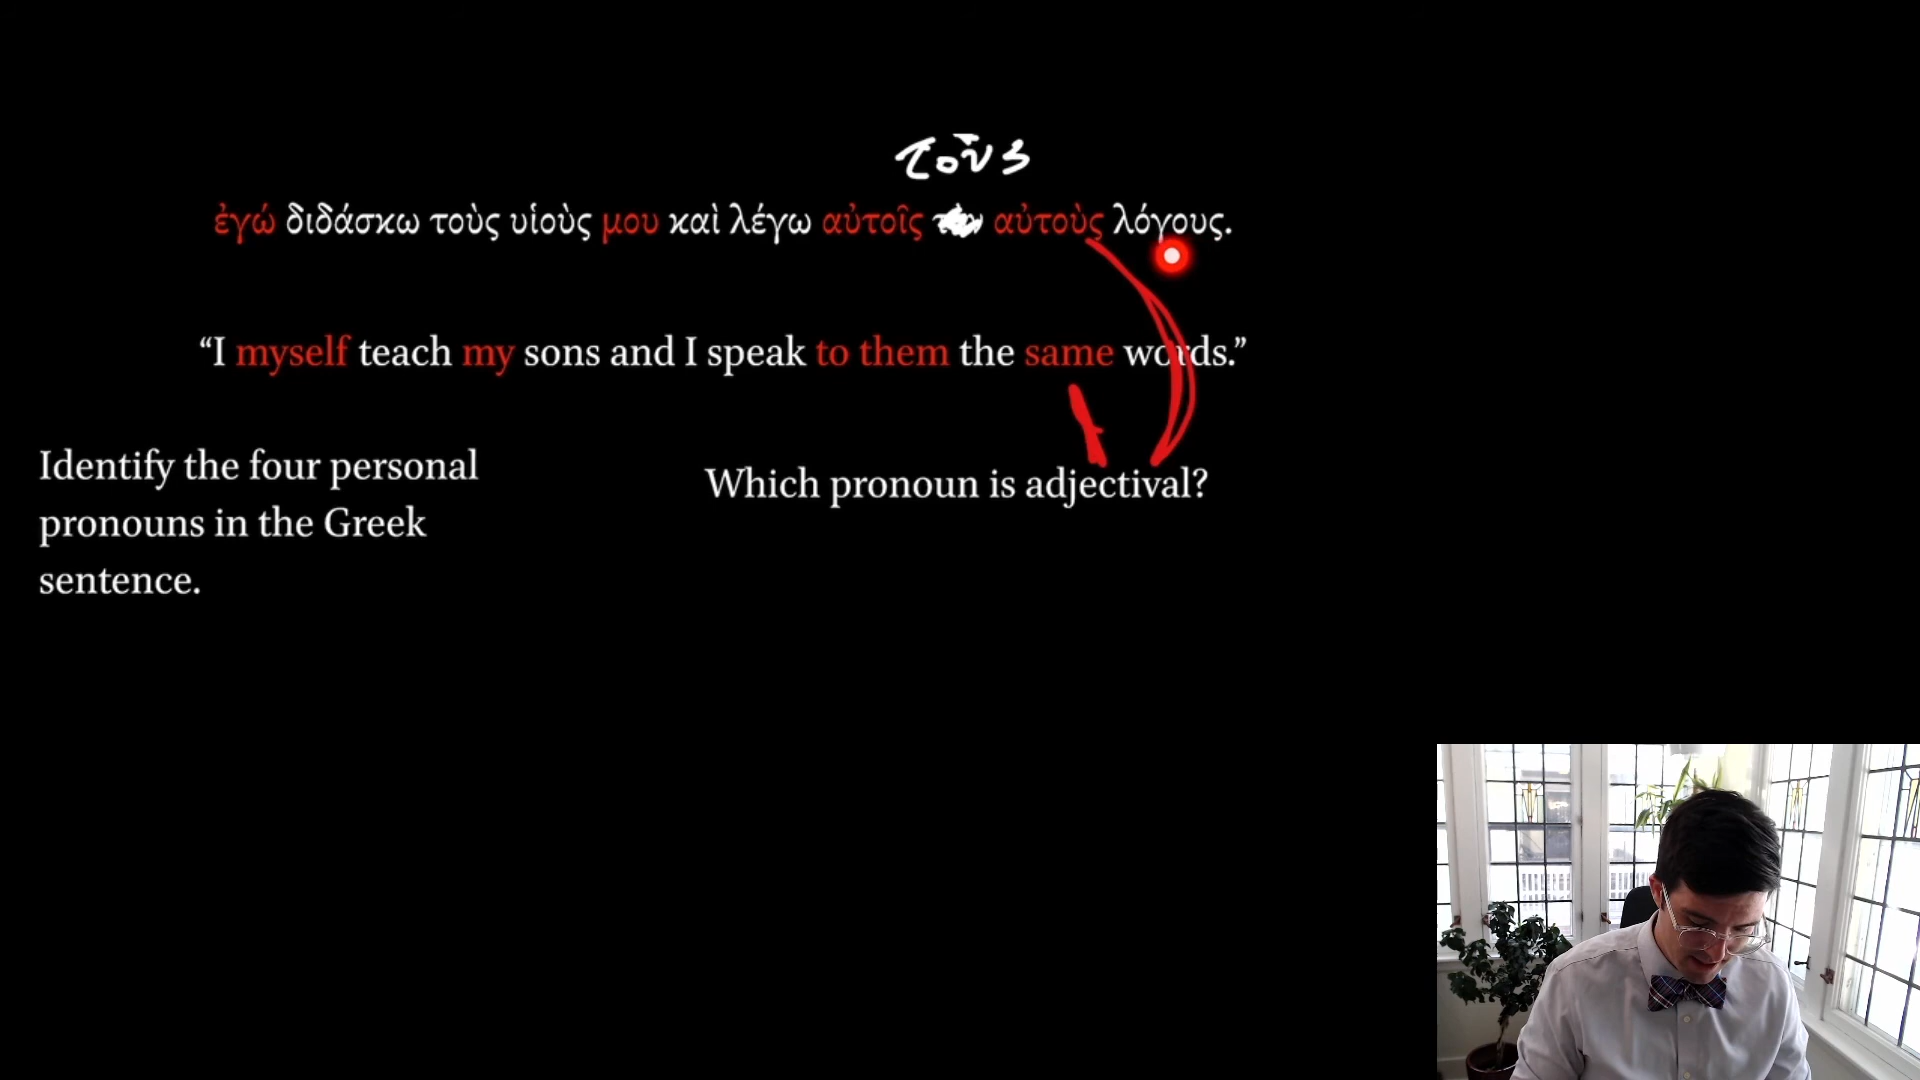 τοὺς
ἐγώ διδάσκω τοὺς υἱοὺς μου καὶ λέγω αὐτοῖς αὐτοὺς λόγους.
“I myself teach my sons and I speak to them the same words.”
Identify the four personal
pronouns in the Greek
sentence.
Which pronoun is adjectival?